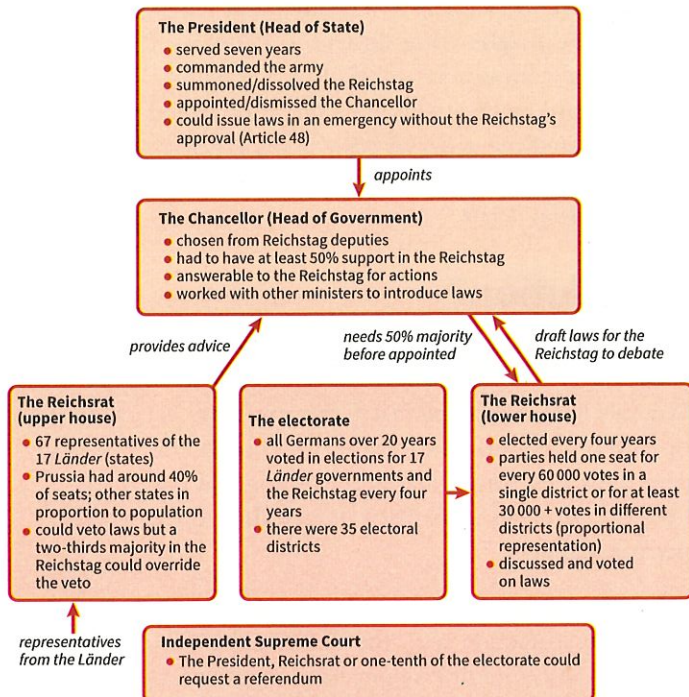 The President (Head of State)
• served seven years
• commanded the army
• summoned/dissolved the Reichstag
• appointed/dismissed the Chancellor
• could issue laws in an emergency without the Reichstag's
approval (Article 48)
appoints
The Chancellor (Head of Government)
• chosen from Reichstag deputies
• had to have at least 50% support in the Reichstag
• answerable to the Reichstag for actions
• worked with other ministers to introduce laws
provides advice
needs 50% majority
before appointed
draft laws for the
Reichstag to debate
The Reichsrat
(upper house)
• 67 representatives of the
17 Länder (states)
• Prussia had around 40%
of seats; other states in
proportion to population
• could veto laws but a
two-thirds majority in the
Reichstag could override
the veto
The electorate
• all Germans over 20 years
voted in elections for 17
Länder governments and
the Reichstag every four
years
• there were 35 electoral
districts
The Reichsrat
(lower house)
• elected every four years
• parties held one seat for
every 60 000 votes in a
single district or for at least
30 000 + votes in different
districts (proportional
representation)
• discussed and voted
on laws
representatives
from the Länder
Independent Supreme Court
• The President, Reichsrat or one-tenth of the electorate could
request a referendum